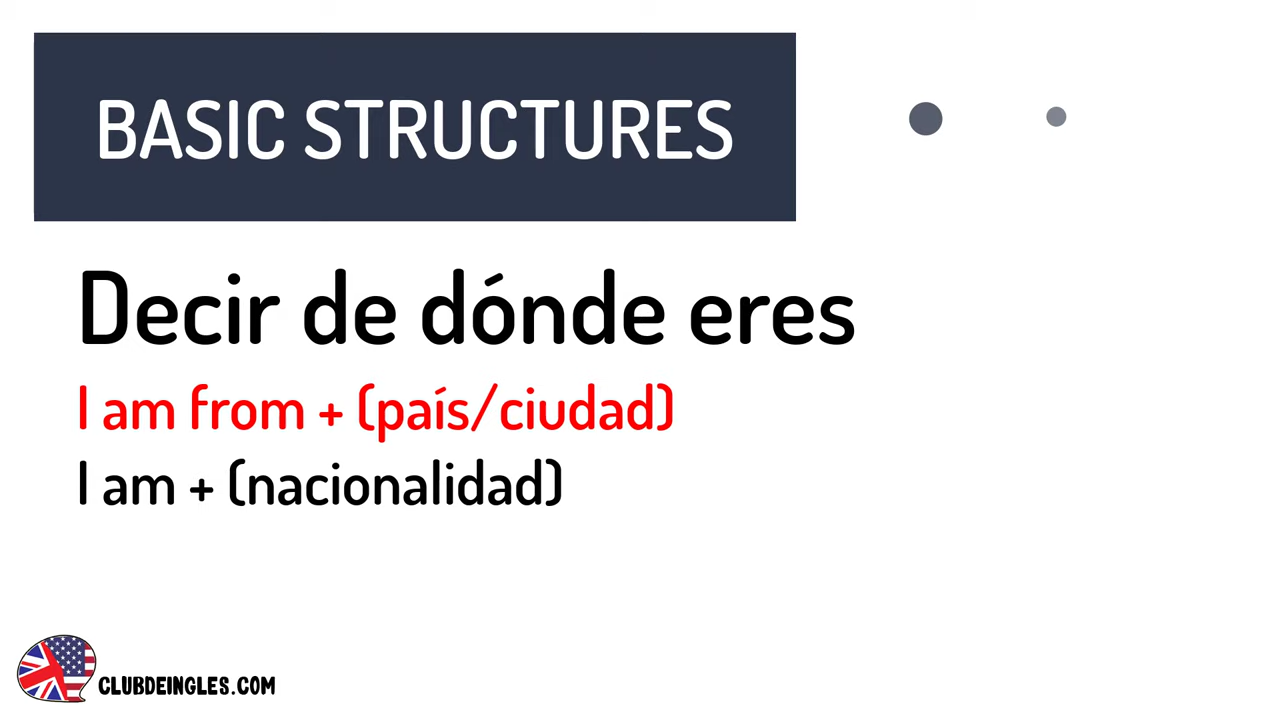 BASIC STRUCTURES
Decir de dónde eres
I am from + (país/ciudad)
I am + (nacionalidad)
CLUBDEINGLES.COM